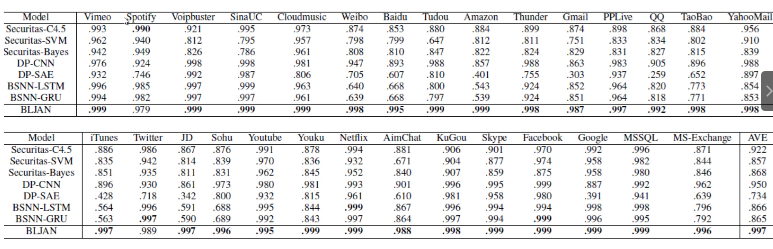 Model Vimeo Spotify Voipbuster SinaUC Cloudmusic Weibo Baidu Tudou Amazon Thunder Gmail PPLive QQ TaoBao YahooMail
Securitas-C4.5 .993 .990 .921 .995 .973 .874 .853 .880 .884 .899 .874 .898 .868 .884 .956
Securitas-SVM .962 .940 .812 .795 .957 .798 .799 .647 .812 .811 .751 .833 .834 .802 .910
Securitas-Bayes .942 .949 .826 .786 .961 .808 .810 .847 .822 .824 .829 .831 .827 .815 .839
DP-CNN .976 .924 .998 .998 .981 .947 .893 .988 .857 .988 .863 .983 .905 .896 .988
DP-SAE .932 .746 .992 .987 .806 .705 .607 .810 .401 .755 .303 .937 .259 .652 .897
BSNN-LSTM .996 .985 .997 .999 .963 .640 .668 .800 .543 .924 .852 .964 .820 .773 .854
BSNN-GRU .994 .982 .997 .997 .961 .639 .668 .797 .539 .924 .851 .964 .818 .771 .853
BLJAN .999 .979 .999 .999 .999 .998 .995 .999 .999 .998 .987 .997 .992 .998 .998
Model iTunes Twitter JD Sohu Youtube Youku Netflix AimChat KuGou Skype Facebook Google MSSQL MS-Exchange AVE
Securitas-C4.5 .886 .986 .867 .876 .991 .878 .994 .881 .906 .901 .970 .992 .996 .871 .922
Securitas-SVM .835 .942 .814 .839 .970 .836 .932 .671 .904 .877 .974 .958 .982 .844 .857
Securitas-Bayes .851 .935 .811 .831 .962 .845 .952 .840 .907 .859 .875 .958 .980 .846 .868
DP-CNN .896 .930 .861 .973 .980 .981 .993 .901 .996 .995 .999 .887 .992 .962 .950
DP-SAE .428 .718 .342 .800 .932 .815 .961 .610 .981 .958 .980 .391 .941 .639 .734
BSNN-LSTM .564 .996 .591 .688 .995 .844 .999 .867 .996 .994 .994 .998 .998 .796 .866
BSNN-GRU .563 .997 .590 .689 .992 .843 .997 .864 .997 .994 .999 .996 .995 .792 .865
BLJAN .997 .989 .997 .996 .995 .999 .999 .988 .998 .999 .999 .999 .999 .996 .997